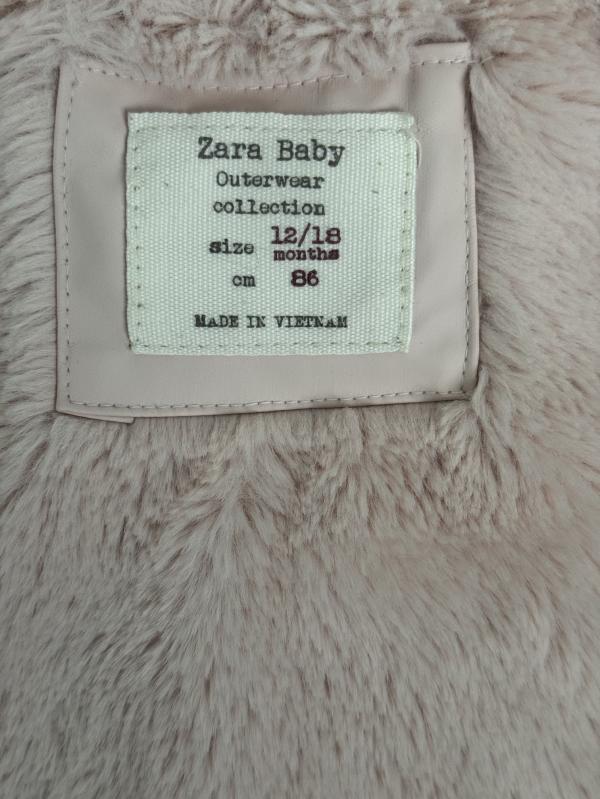 Zara Baby
Outerwear
collection
size 12/18
months
cm 86
MADE IN VIETNAM